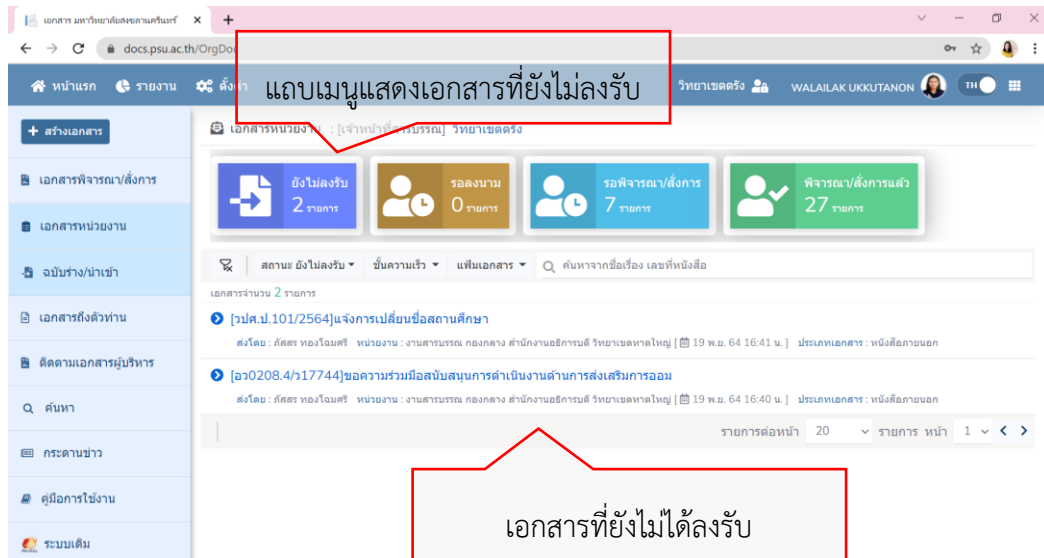 เอกสาร มหาวิทยาลัยสงขลานครินทร์
docs.psu.ac.th/OrgDoc
หน้าแรก รายงาน ตั้งค่า วิทยาเขตตรัง WALAILAK UKKUTANON TH
แถบเมนูแสดงเอกสารที่ยังไม่ลงรับ
+ สร้างเอกสาร
เอกสารหน่วยงาน : [เจ้าหน้าที่สารบรรณ] วิทยาเขตตรัง
เอกสารพิจารณา/สั่งการ
เอกสารหน่วยงาน
ฉบับร่าง/นำเข้า
เอกสารถึงตัวท่าน
ติดตามเอกสารผู้บริหาร
ค้นหา
กระดานข่าว
คู่มือการใช้งาน
ระบบเดิม
ยังไม่ลงรับ
2 รายการ
รอลงนาม
0 รายการ
รอพิจารณา/สั่งการ
7 รายการ
พิจารณา/สั่งการแล้ว
27 รายการ
สถานะ ยังไม่ลงรับ ชั้นความเร็ว แฟ้มเอกสาร ค้นหาจากชื่อเรื่อง เลขที่หนังสือ
เอกสารจำนวน 2 รายการ
[วปศ.ป.101/2564]แจ้งการเปลี่ยนชื่อสถานศึกษา
ส่งโดย : ภัสสร ทองโฉมศรี หน่วยงาน : งานสารบรรณ กองกลาง สำนักงานอธิการบดี วิทยาเขตหาดใหญ่ [ 19 พ.ย. 64 16:41 น. ] ประเภทเอกสาร : หนังสือภายนอก
[อว0208.4/ว17744]ขอความร่วมมือสนับสนุนการดำเนินงานด้านการส่งเสริมการออม
ส่งโดย : ภัสสร ทองโฉมศรี หน่วยงาน : งานสารบรรณ กองกลาง สำนักงานอธิการบดี วิทยาเขตหาดใหญ่ [ 19 พ.ย. 64 16:40 น. ] ประเภทเอกสาร : หนังสือภายนอก
รายการต่อหน้า 20 รายการ หน้า 1
เอกสารที่ยังไม่ได้ลงรับ